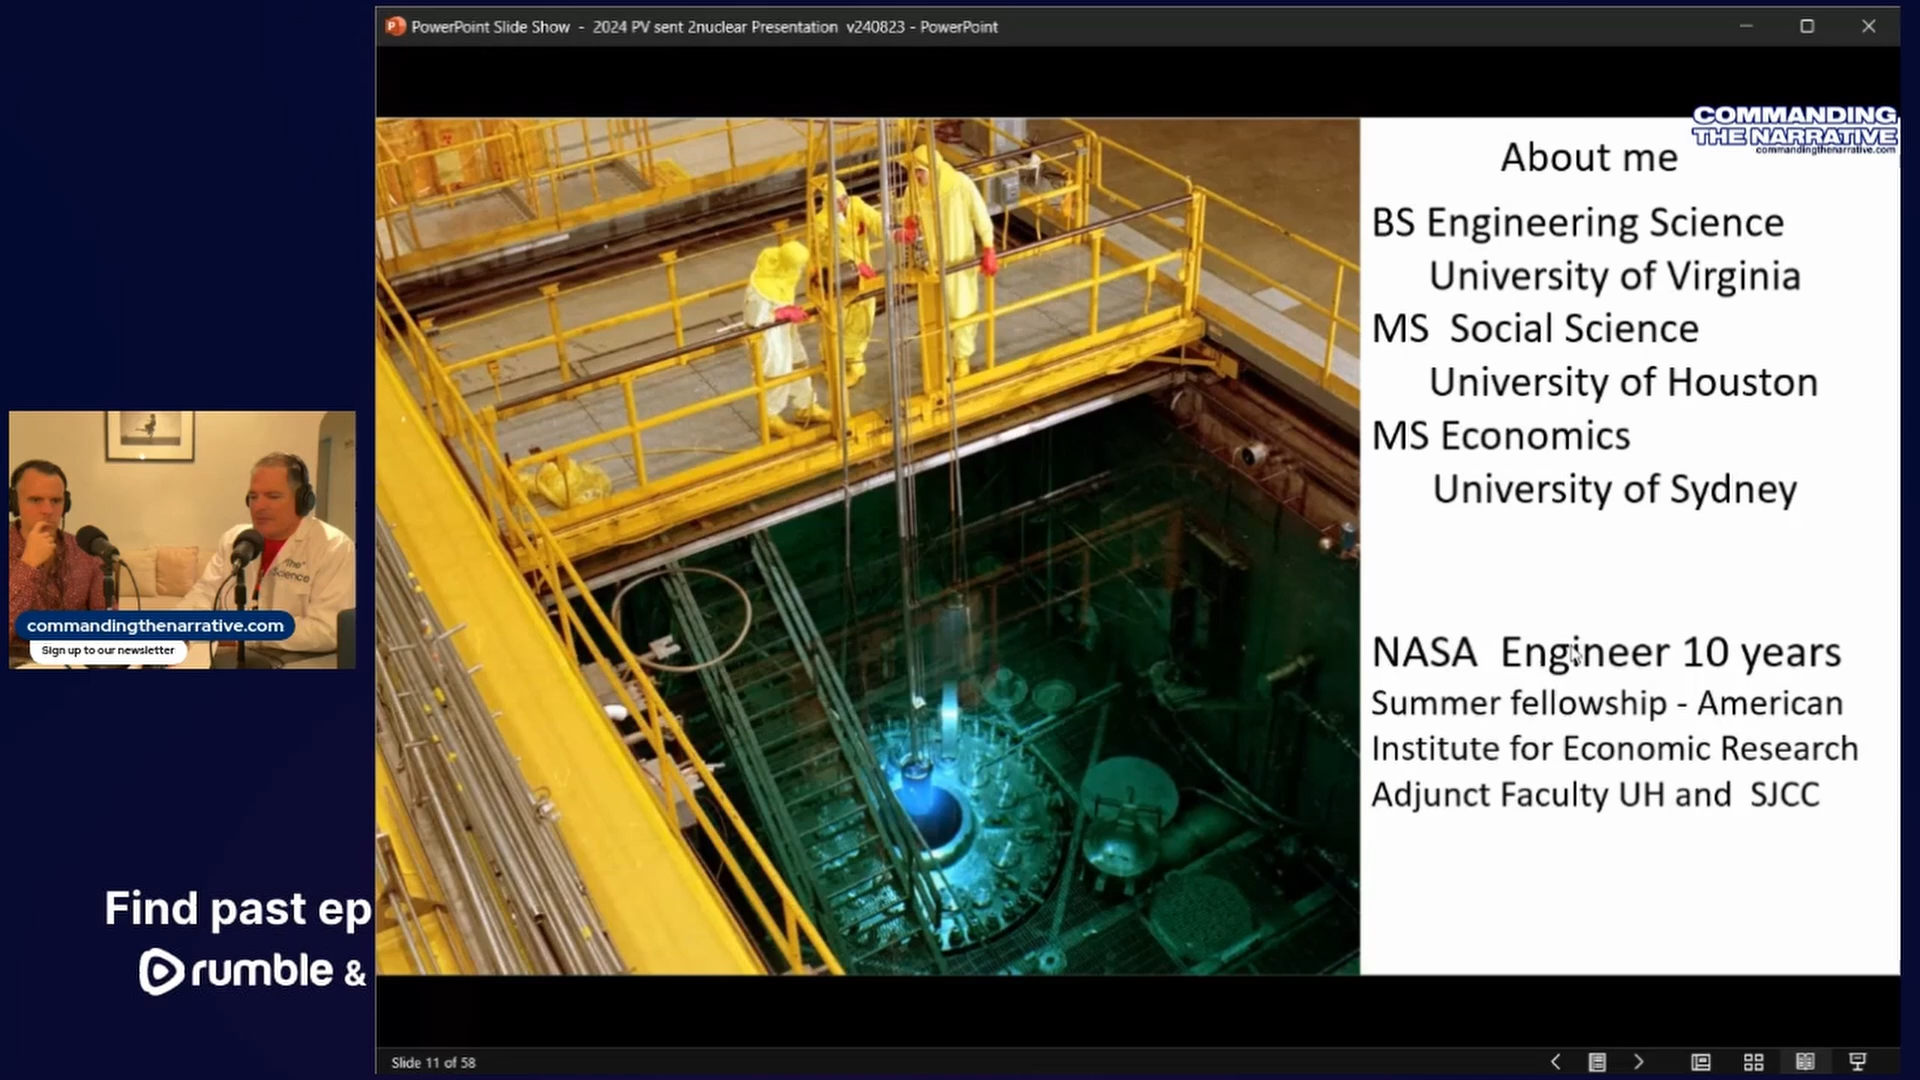 PowerPoint Slide Show - 2024 PV sent 2nuclear Presentation v240823 - PowerPoint
COMMANDING
THE NARRATIVE
commandingthenarrative.com
About me
BS Engineering Science
University of Virginia
MS Social Science
University of Houston
MS Economics
University of Sydney
NASA Engineer 10 years
Summer fellowship - American
Institute for Economic Research
Adjunct Faculty UH and SJCC
"The"
Science
commandingthenarrative.com
Sign up to our newsletter
Find past ep
rumble &
Slide 11 of 58